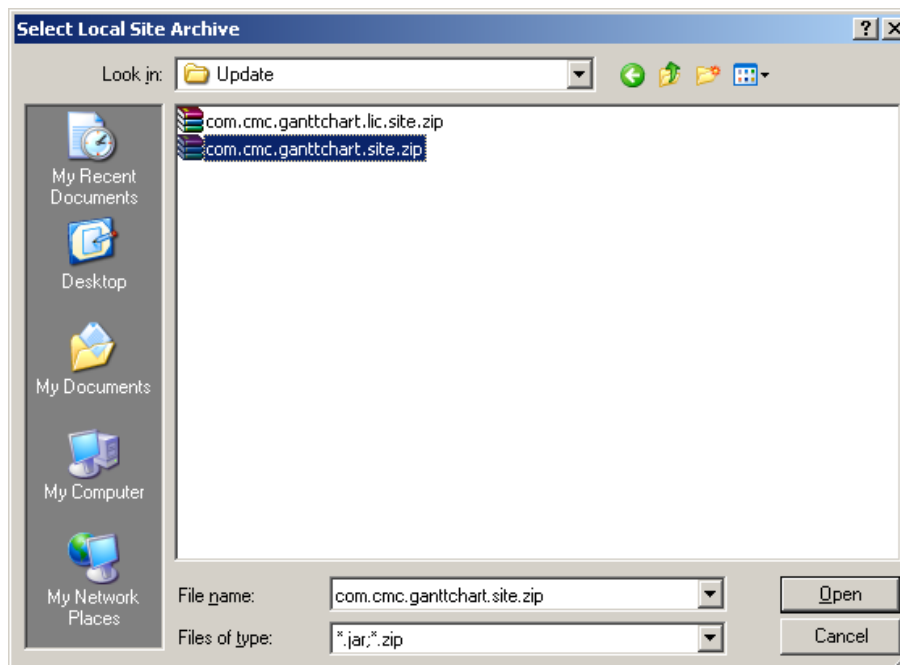 Select Local Site Archive
Look in:
Update
com.cmc.ganttchart.lic.site.zip
com.cmc.ganttchart.site.zip
My Recent
Documents
Desktop
My Documents
My Computer
My Network
Places
File name:
com.cmc.ganttchart.site.zip
Open
Files of type:
*.jar;*.zip
Cancel